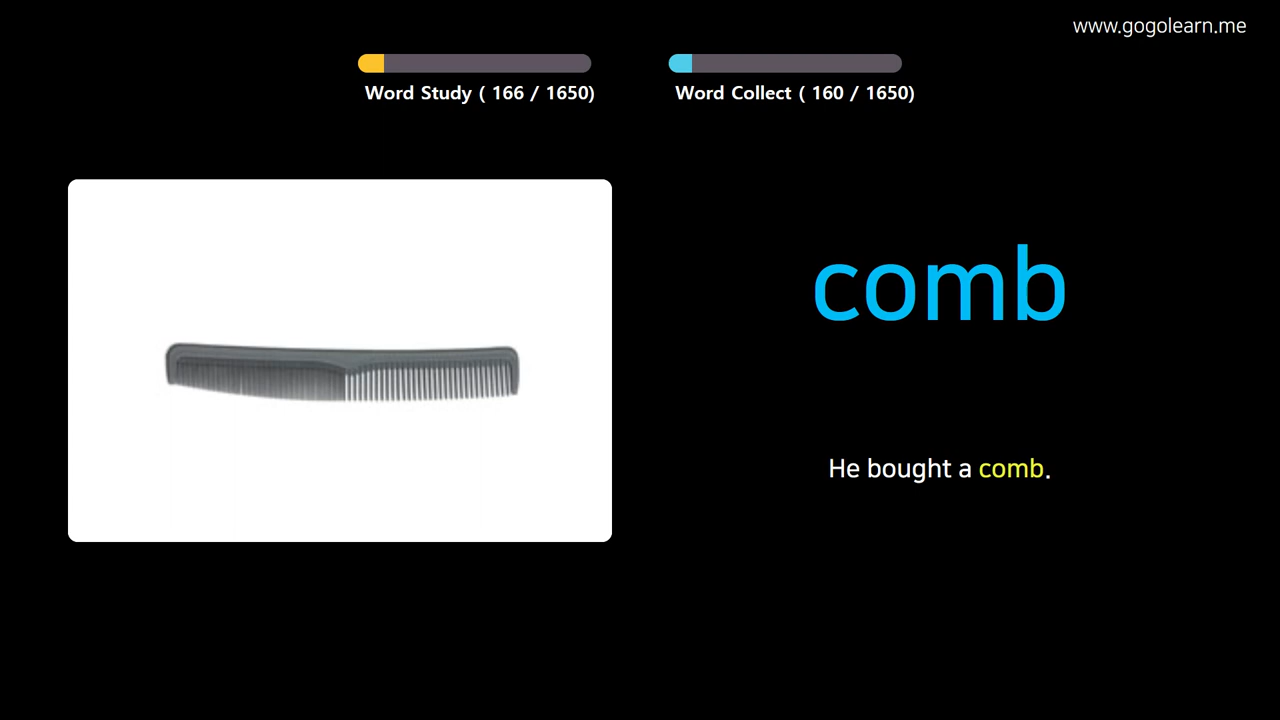 www.gogolearn.me
Word Study ( 166 / 1650)
Word Collect ( 160 / 1650)
comb
He bought a comb.